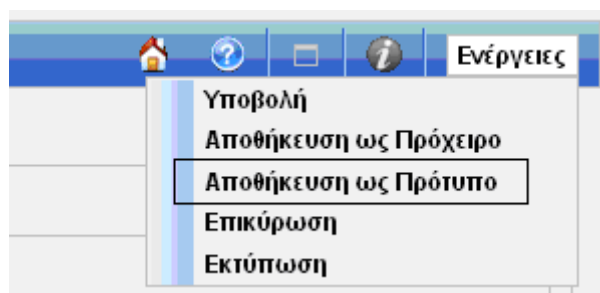 Ενέργειες
Υποβολή
Αποθήκευση ως Πρόχειρο
Αποθήκευση ως Πρότυπο
Επικύρωση
Εκτύπωση